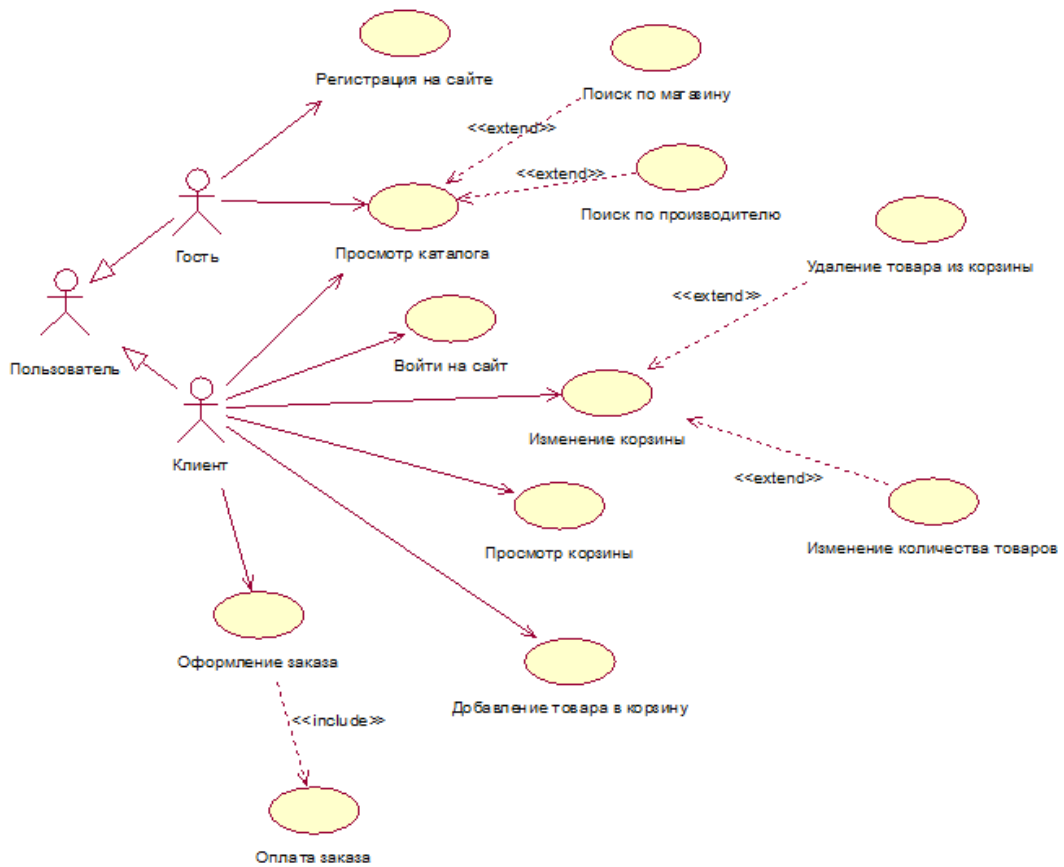 Регистрация на сайте
Поиск по магазину
<<extend>>
<<extend>>
Поиск по производителю
Гость
Просмотр каталога
Удаление товара из корзины
<<extend>>
Пользователь
Войти на сайт
Изменение корзины
Клиент
<<extend>>
Просмотр корзины
Изменение количества товаров
Оформление заказа
Добавление товара в корзину
<<include>>
Оплата заказа